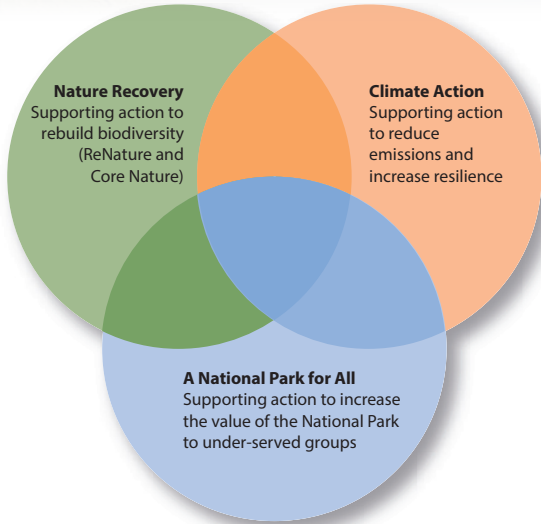 Nature Recovery
Supporting action to
rebuild biodiversity
(ReNature and
Core Nature)
Climate Action
Supporting action
to reduce
emissions and
increase resilience
A National Park for All
Supporting action to increase
the value of the National Park
to under-served groups